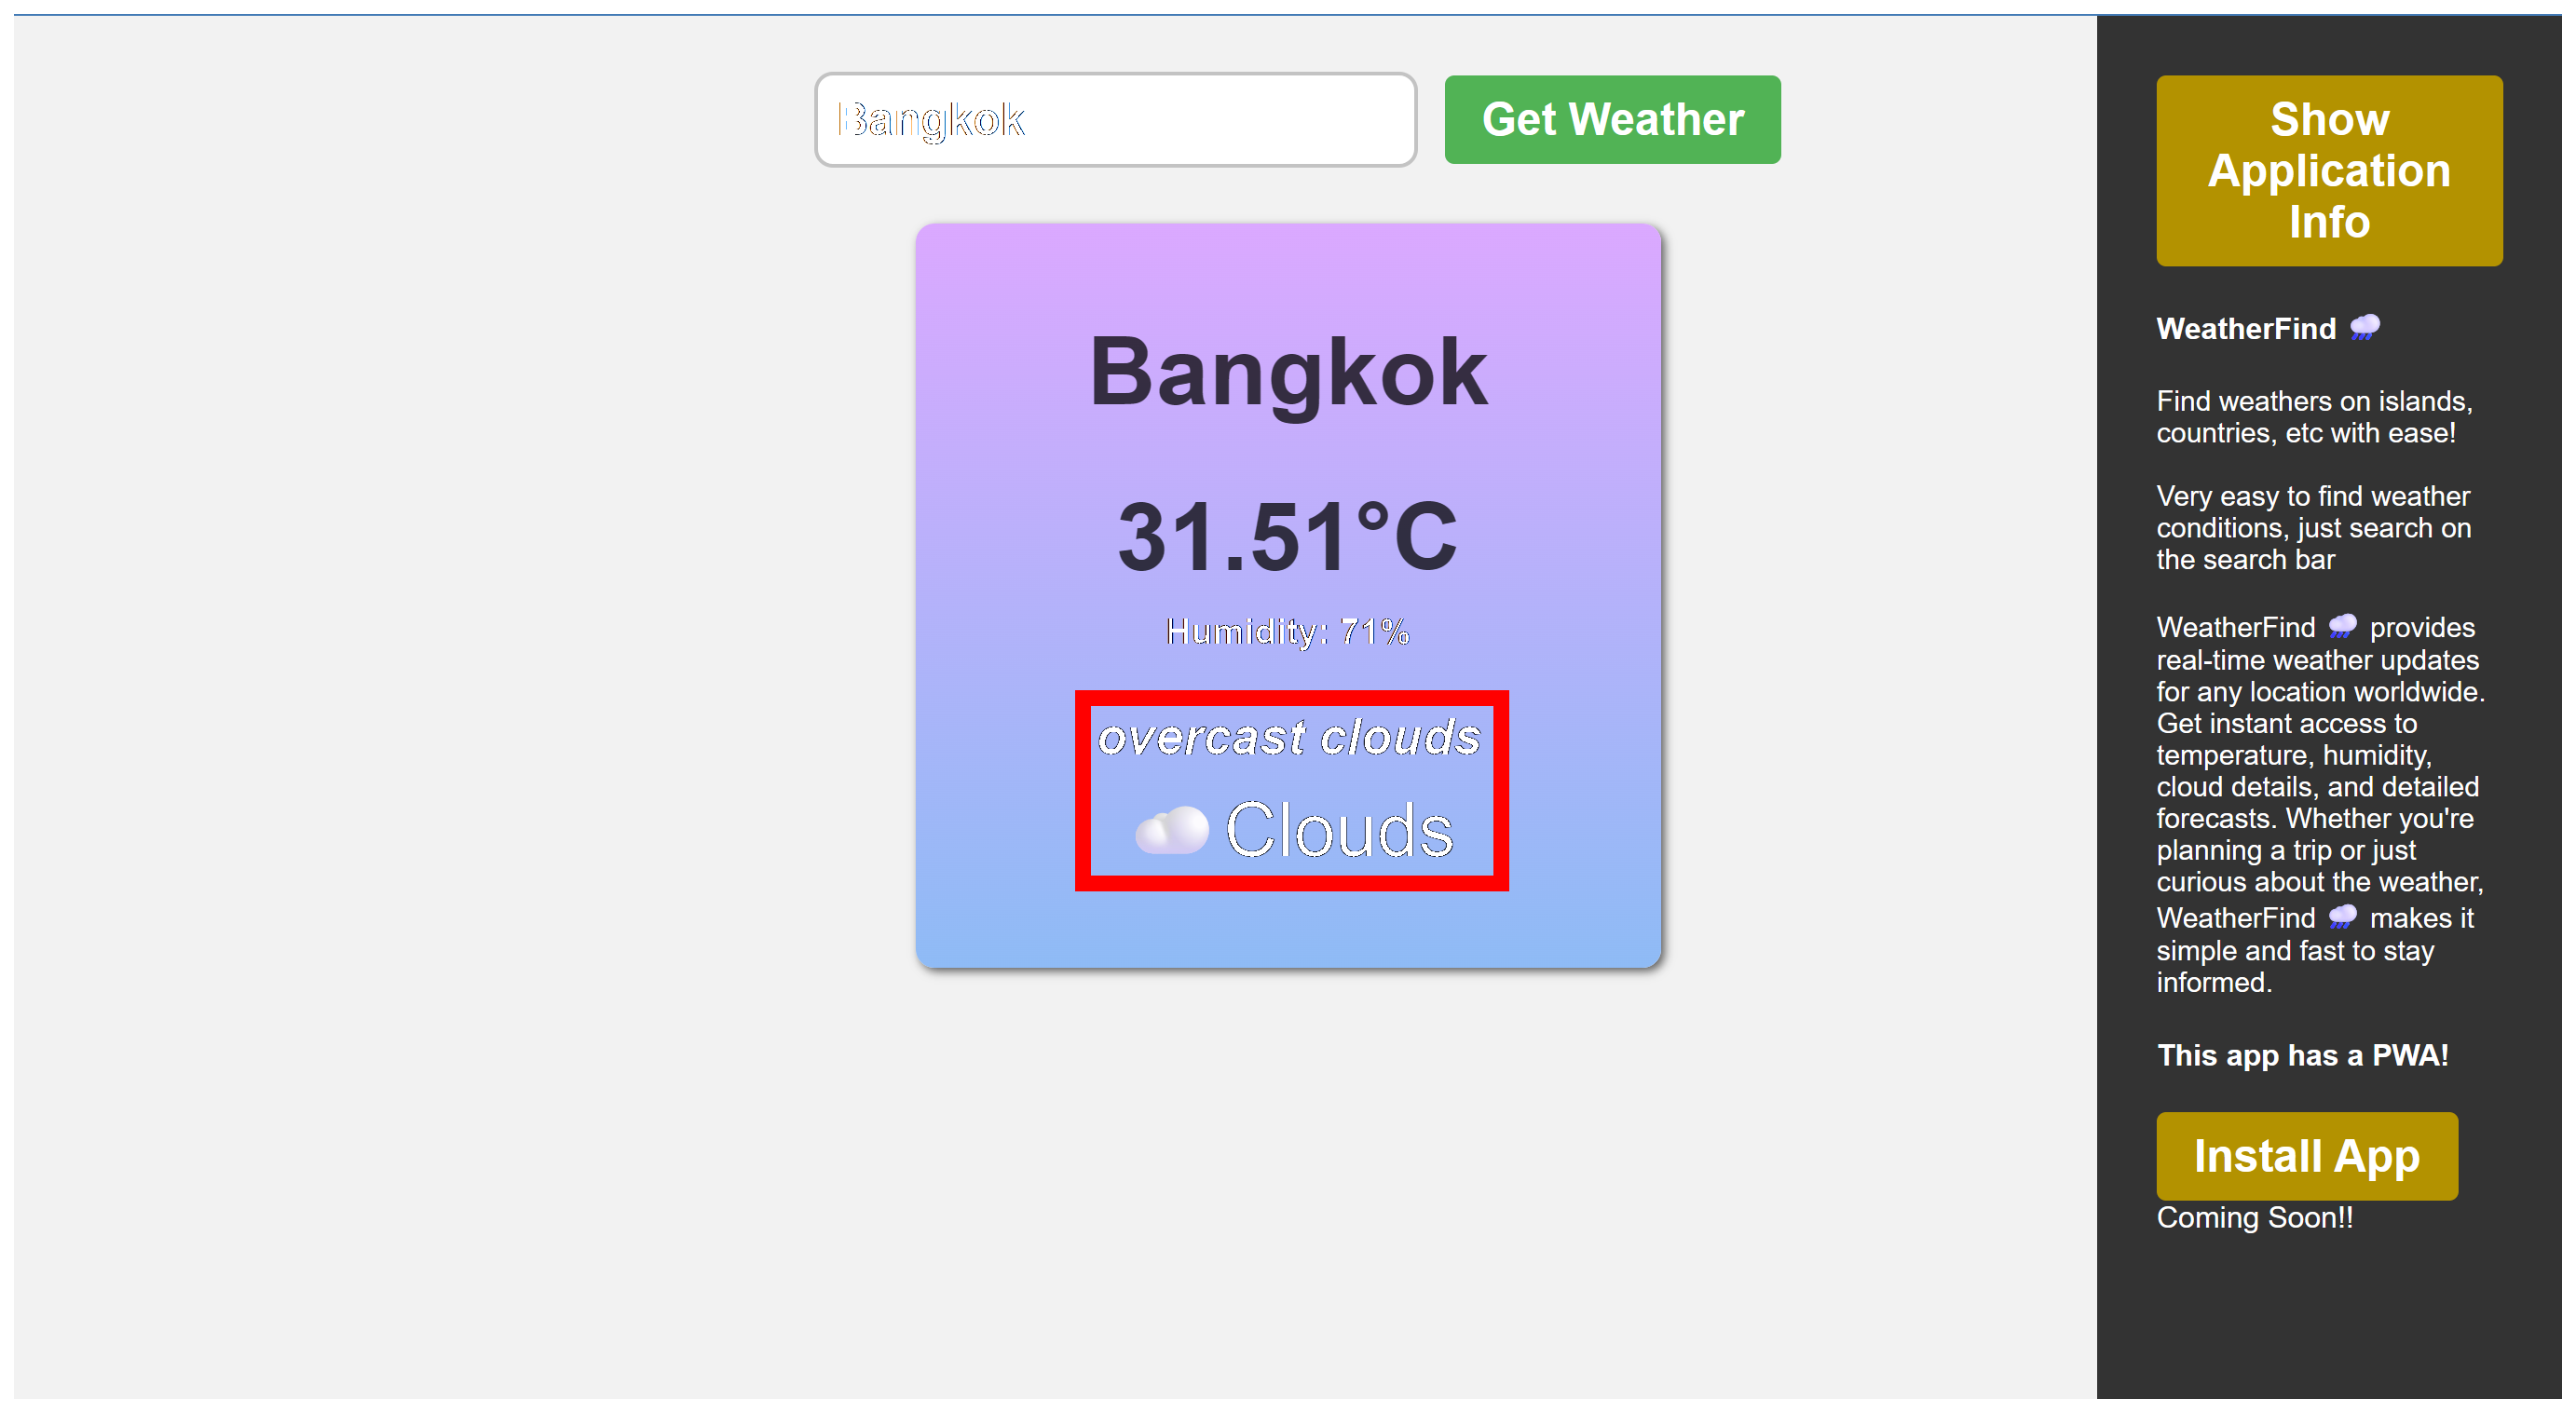 Bangkok
Get Weather
Bangkok
31.51°C
Humidity: 71%
overcast clouds
Clouds
Show
Application
Info
WeatherFind
Find weathers on islands,
countries, etc with ease!
Very easy to find weather
conditions, just search on
the search bar
WeatherFind provides
real-time weather updates
for any location worldwide.
Get instant access to
temperature, humidity,
cloud details, and detailed
forecasts. Whether you're
planning a trip or just
curious about the weather,
WeatherFind makes it
simple and fast to stay
informed.
This app has a PWA!
Install App
Coming Soon!!